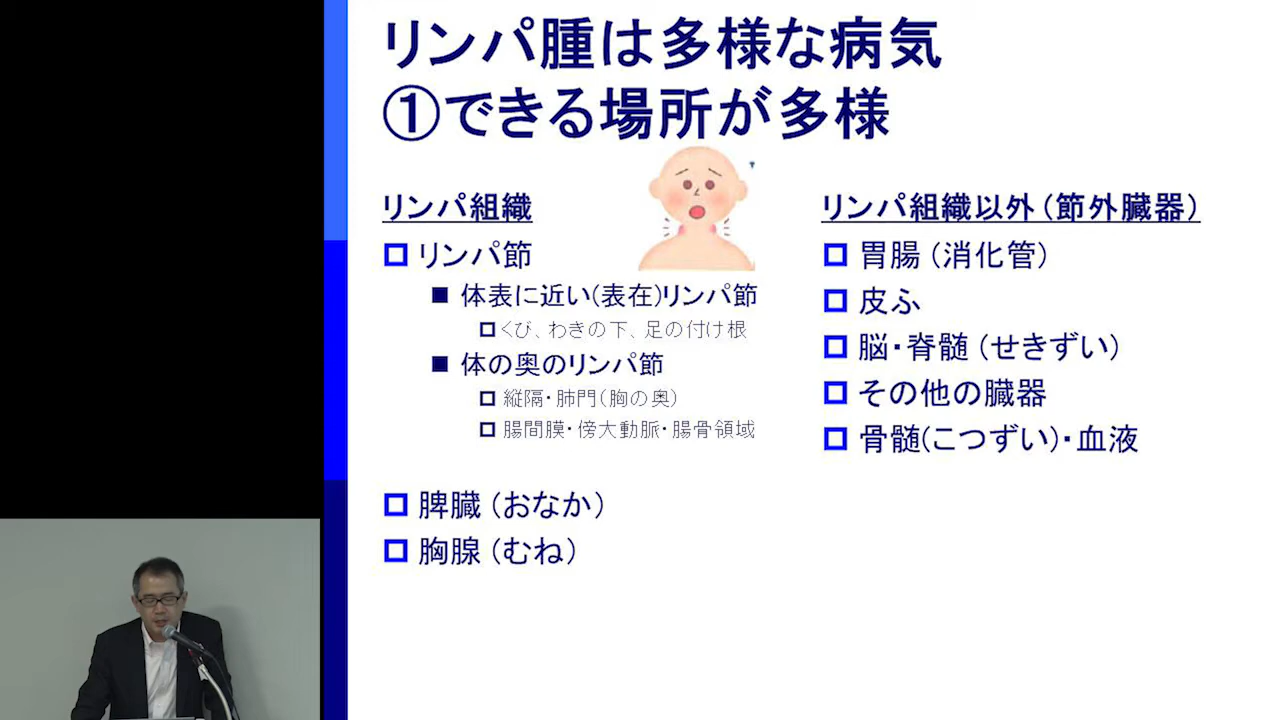 リンパ腫は多様な病気
①できる場所が多様
リンパ組織
リンパ節
体表に近い(表在)リンパ節
くび、わきの下、足の付け根
体の奥のリンパ節
縦隔・肺門(胸の奥)
腸間膜・傍大動脈・腸骨領域
脾臓(おなか)
胸腺(むね)
リンパ組織以外(節外臓器)
胃腸(消化管)
皮ふ
脳・脊髄(せきずい)
その他の臓器
骨髄(こつずい)・血液